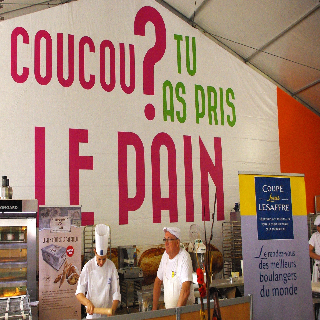 COUCOU ? TU
AS PRIS
LE PAIN
COUPE
LESAFFRE
Le rendez-vous
des meilleurs
boulangers
du monde